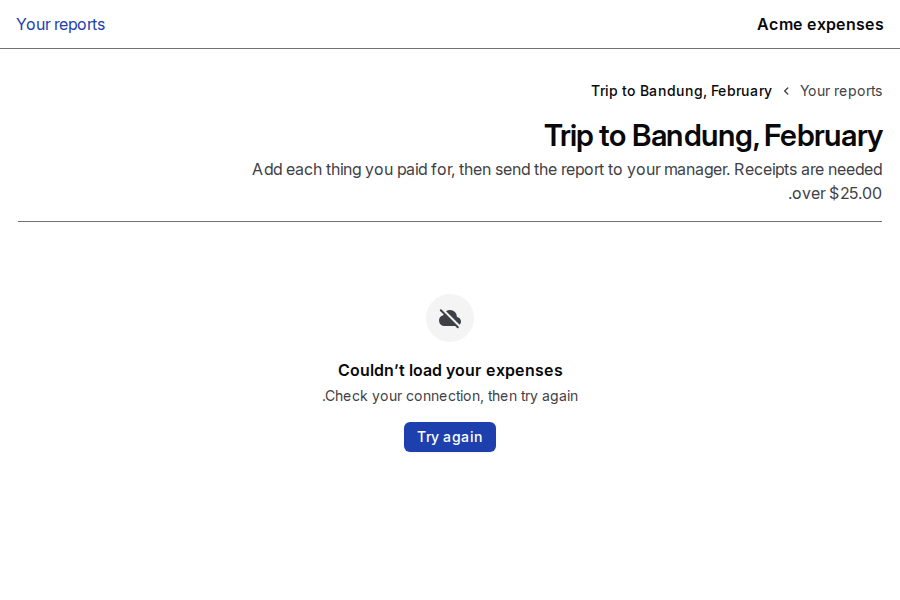 Acme expenses
Your reports
Your reports
Trip to Bandung, February
Trip to Bandung, February
Add each thing you paid for, then send the report to your manager. Receipts are needed
over $25.00.
Couldn’t load your expenses
Check your connection, then try again.
Try again